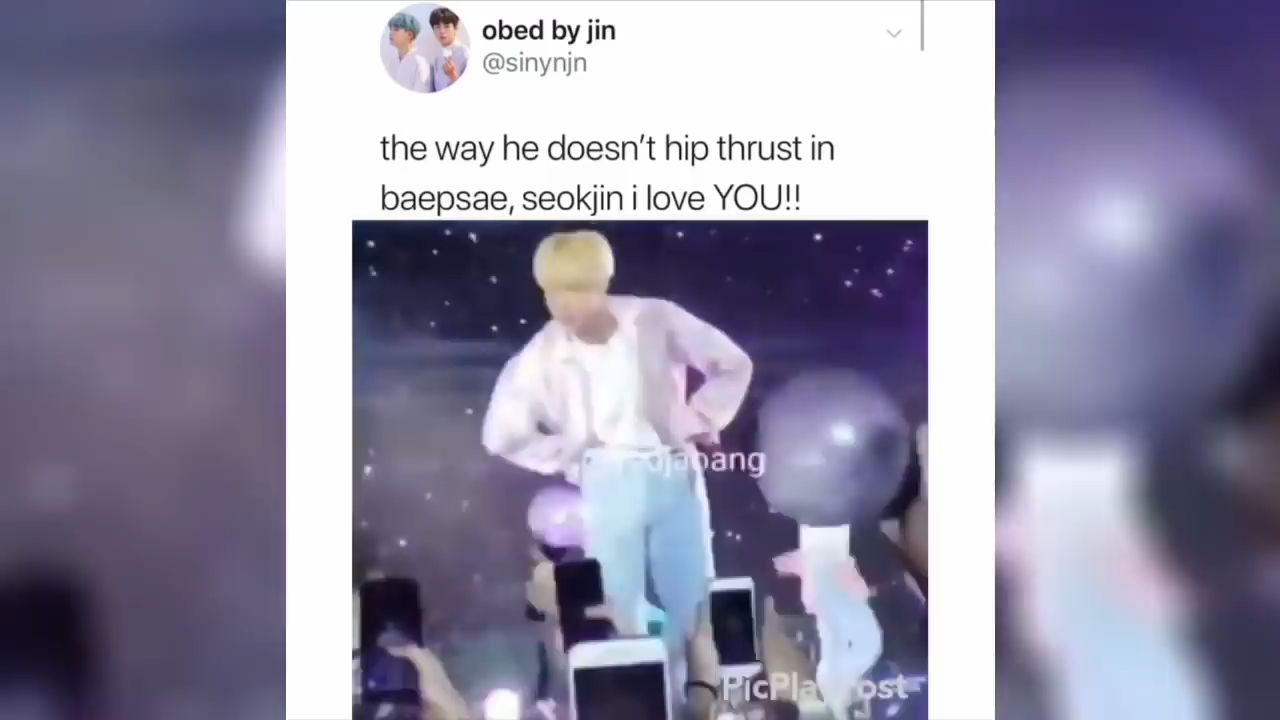 obed by jin
@sinynjn
the way he doesn't hip thrust in
baepsae, seokjin i love YOU!!